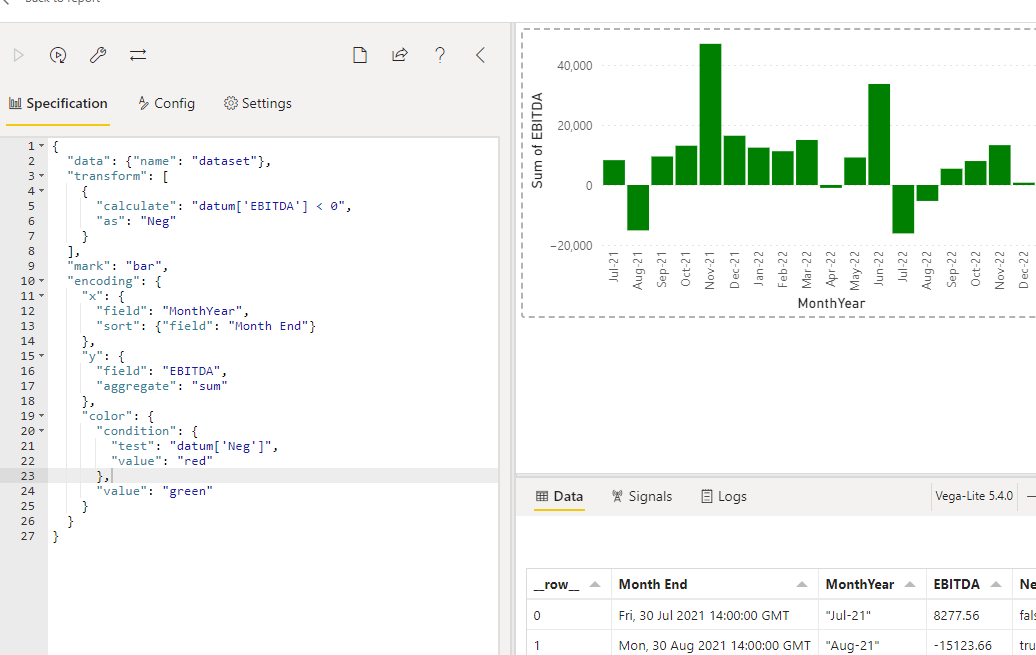 Back to report
Specification Config Settings
1 {
2 "data": {"name": "dataset"},
3 "transform": [
4 {
5 "calculate": "datum['EBITDA'] < 0",
6 "as": "Neg"
7 }
8 ],
9 "mark": "bar",
10 "encoding": {
11 "x": {
12 "field": "MonthYear",
13 "sort": {"field": "Month End"}
14 },
15 "y": {
16 "field": "EBITDA",
17 "aggregate": "sum"
18 },
19 "color": {
20 "condition": {
21 "test": "datum['Neg']",
22 "value": "red"
23 },
24 "value": "green"
25 }
26 }
27 }
Sum of EBITDA
40,000
20,000
0
−20,000
Jul-21 Aug-21 Sep-21 Oct-21 Nov-21 Dec-21 Jan-22 Feb-22 Mar-22 Apr-22 May-22 Jun-22 Jul-22 Aug-22 Sep-22 Oct-22 Nov-22 Dec-22
MonthYear
Data Signals Logs Vega-Lite 5.4.0
__row__ Month End MonthYear EBITDA Ne
0 Fri, 30 Jul 2021 14:00:00 GMT "Jul-21" 8277.56 fals
1 Mon, 30 Aug 2021 14:00:00 GMT "Aug-21" -15123.66 tru